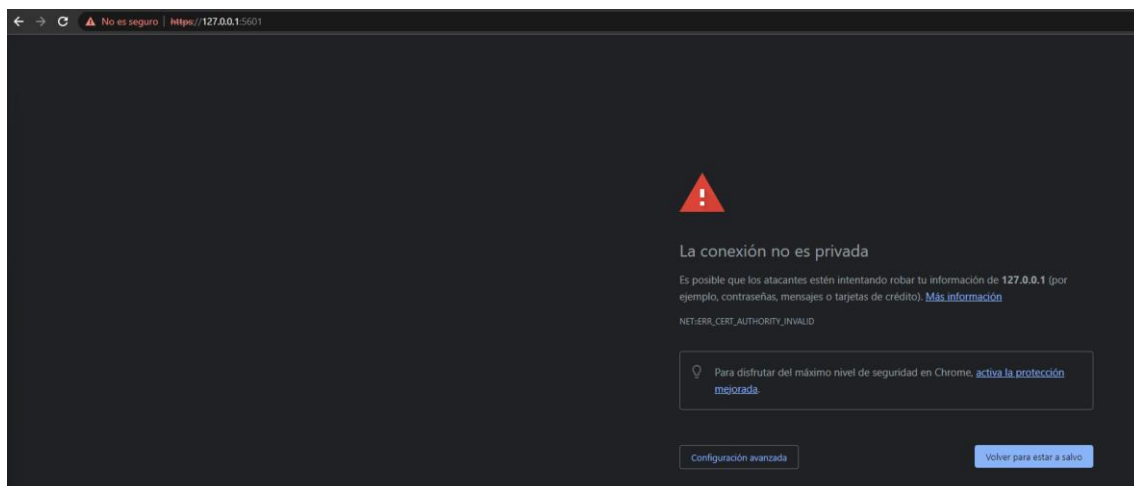 No es seguro | https://127.0.0.1:5601
La conexión no es privada
Es posible que los atacantes estén intentando robar tu información de 127.0.0.1 (por
ejemplo, contraseñas, mensajes o tarjetas de crédito). Más información
NET::ERR_CERT_AUTHORITY_INVALID
Para disfrutar del máximo nivel de seguridad en Chrome, activa la protección
mejorada.
Configuración avanzada
Volver para estar a salvo